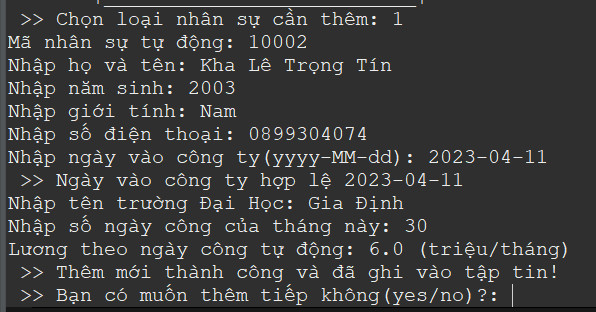 >> Chọn loại nhân sự cần thêm: 1
Mã nhân sự tự động: 10002
Nhập họ và tên: Kha Lê Trọng Tín
Nhập năm sinh: 2003
Nhập giới tính: Nam
Nhập số điện thoại: 0899304074
Nhập ngày vào công ty(yyyy-MM-dd): 2023-04-11
>> Ngày vào công ty hợp lệ 2023-04-11
Nhập tên trường Đại Học: Gia Định
Nhập số ngày công của tháng này: 30
Lương theo ngày công tự động: 6.0 (triệu/tháng)
>> Thêm mới thành công và đã ghi vào tập tin!
>> Bạn có muốn thêm tiếp không(yes/no)?: